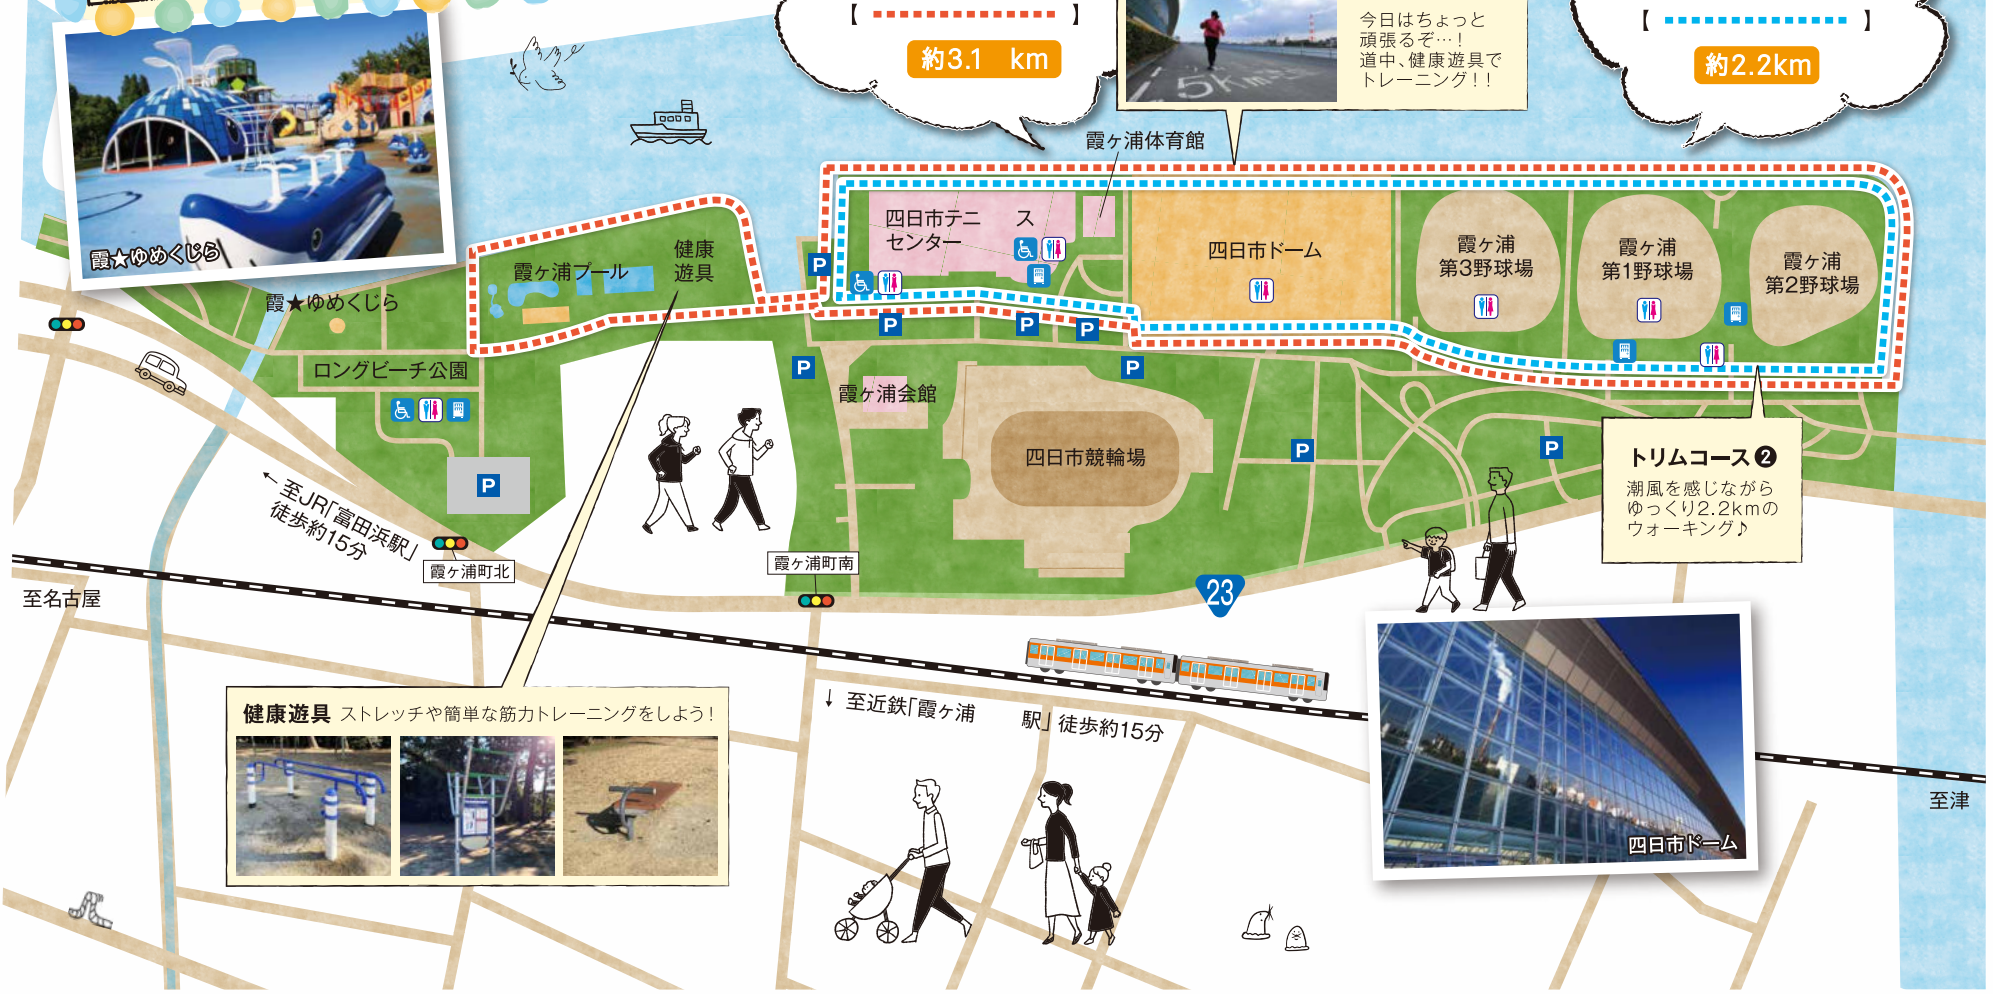 【 】
約3.1 km
今日はちょっと
頑張るぞ…！
道中、健康遊具で
トレーニング！！
5km
【 】
約2.2km
霞★ゆめくじら
霞ヶ浦体育館
四日市テニ ス
センター
四日市ドーム
霞ヶ浦
第3野球場
霞ヶ浦
第1野球場
霞ヶ浦
第2野球場
健康
遊具
霞ヶ浦プール
霞★ゆめくじら
ロングビーチ公園
P
P
P
P
P
P
P
P
P
霞ヶ浦会館
四日市競輪場
トリムコース❷
潮風を感じながら
ゆっくり2.2kmの
ウォーキング♪
←至JR「富田浜駅」
徒歩約15分
霞ヶ浦町北
霞ヶ浦町南
23
至名古屋
健康遊具 ストレッチや簡単な筋力トレーニングをしよう！
↓ 至近鉄「霞ヶ浦 駅」徒歩約15分
四日市ドーム
至津